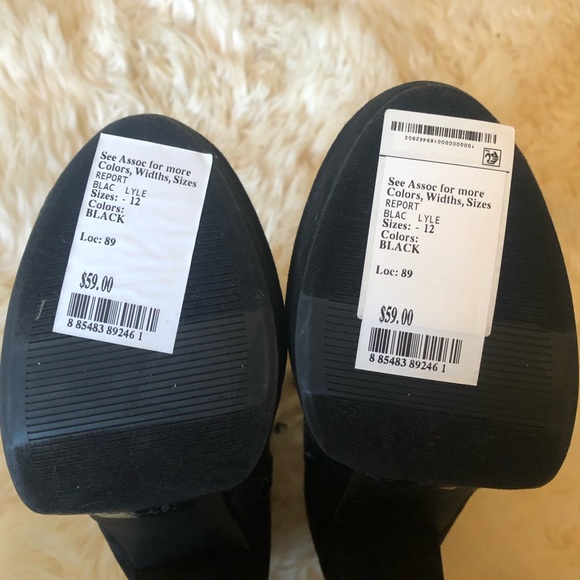 See Assoc for more
Colors, Widths, Sizes
REPORT
BLAC LYLE
Sizes: - 12
Colors:
BLACK
Loc: 89
$59.00
8 85483 89246 1
See Assoc for more
Colors, Widths, Sizes
REPORT
BLAC LYLE
Sizes: - 12
Colors:
BLACK
Loc: 89
$59.00
8 85483 89246 1